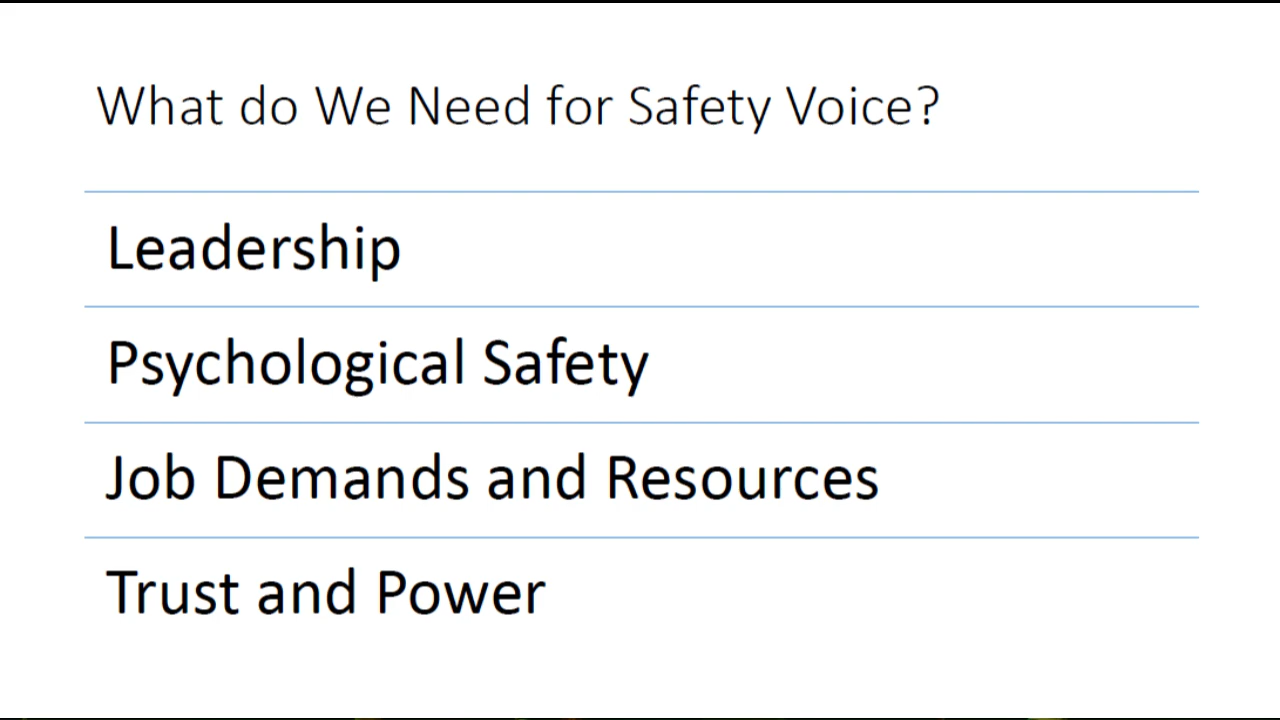 What do We Need for Safety Voice?
Leadership
Psychological Safety
Job Demands and Resources
Trust and Power